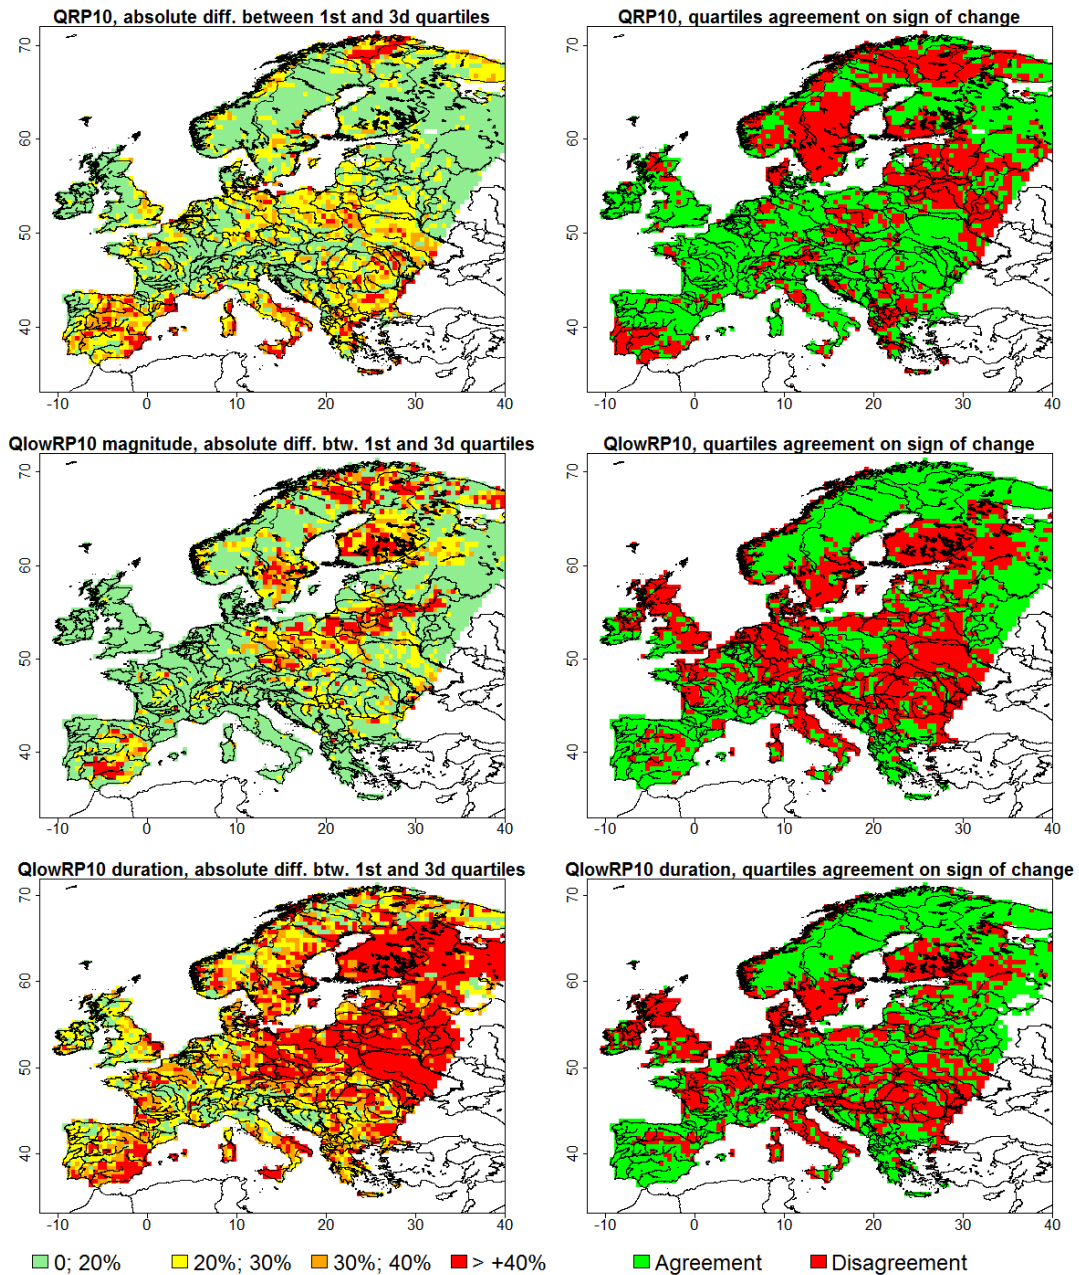 QRP10, absolute diff. between 1st and 3d quartiles
QRP10, quartiles agreement on sign of change
70
60
50
40
-10 0 10 20 30 40
70
60
50
40
-10 0 10 20 30 40
QlowRP10 magnitude, absolute diff. btw. 1st and 3d quartiles
QlowRP10, quartiles agreement on sign of change
70
60
50
40
-10 0 10 20 30 40
70
60
50
40
-10 0 10 20 30 40
QlowRP10 duration, absolute diff. btw. 1st and 3d quartiles
QlowRP10 duration, quartiles agreement on sign of change
70
60
50
40
-10 0 10 20 30 40
70
60
50
40
-10 0 10 20 30 40
0; 20% 20%; 30% 30%; 40% > +40%
Agreement Disagreement